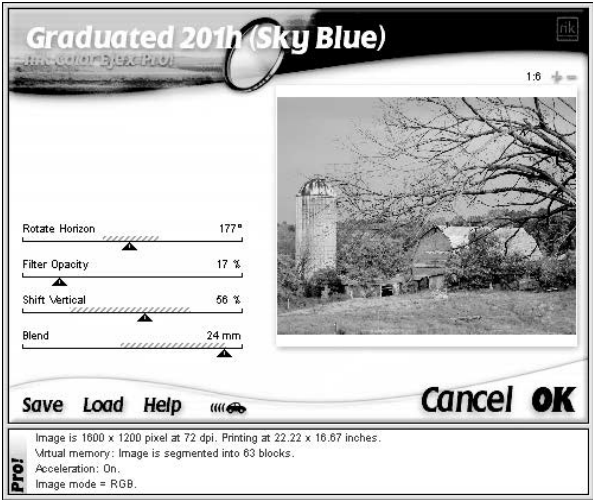 Graduated 201h (Sky Blue)
nik Color Efex Pro!
nik
1:6
Rotate Horizon 177°
Filter Opacity 17 %
Shift Vertical 56 %
Blend 24 mm
Save Load Help Cancel OK
Pro!
Image is 1600 x 1200 pixel at 72 dpi. Printing at 22.22 x 16.67 inches.
Virtual memory: Image is segmented into 63 blocks.
Acceleration: On.
Image mode = RGB.